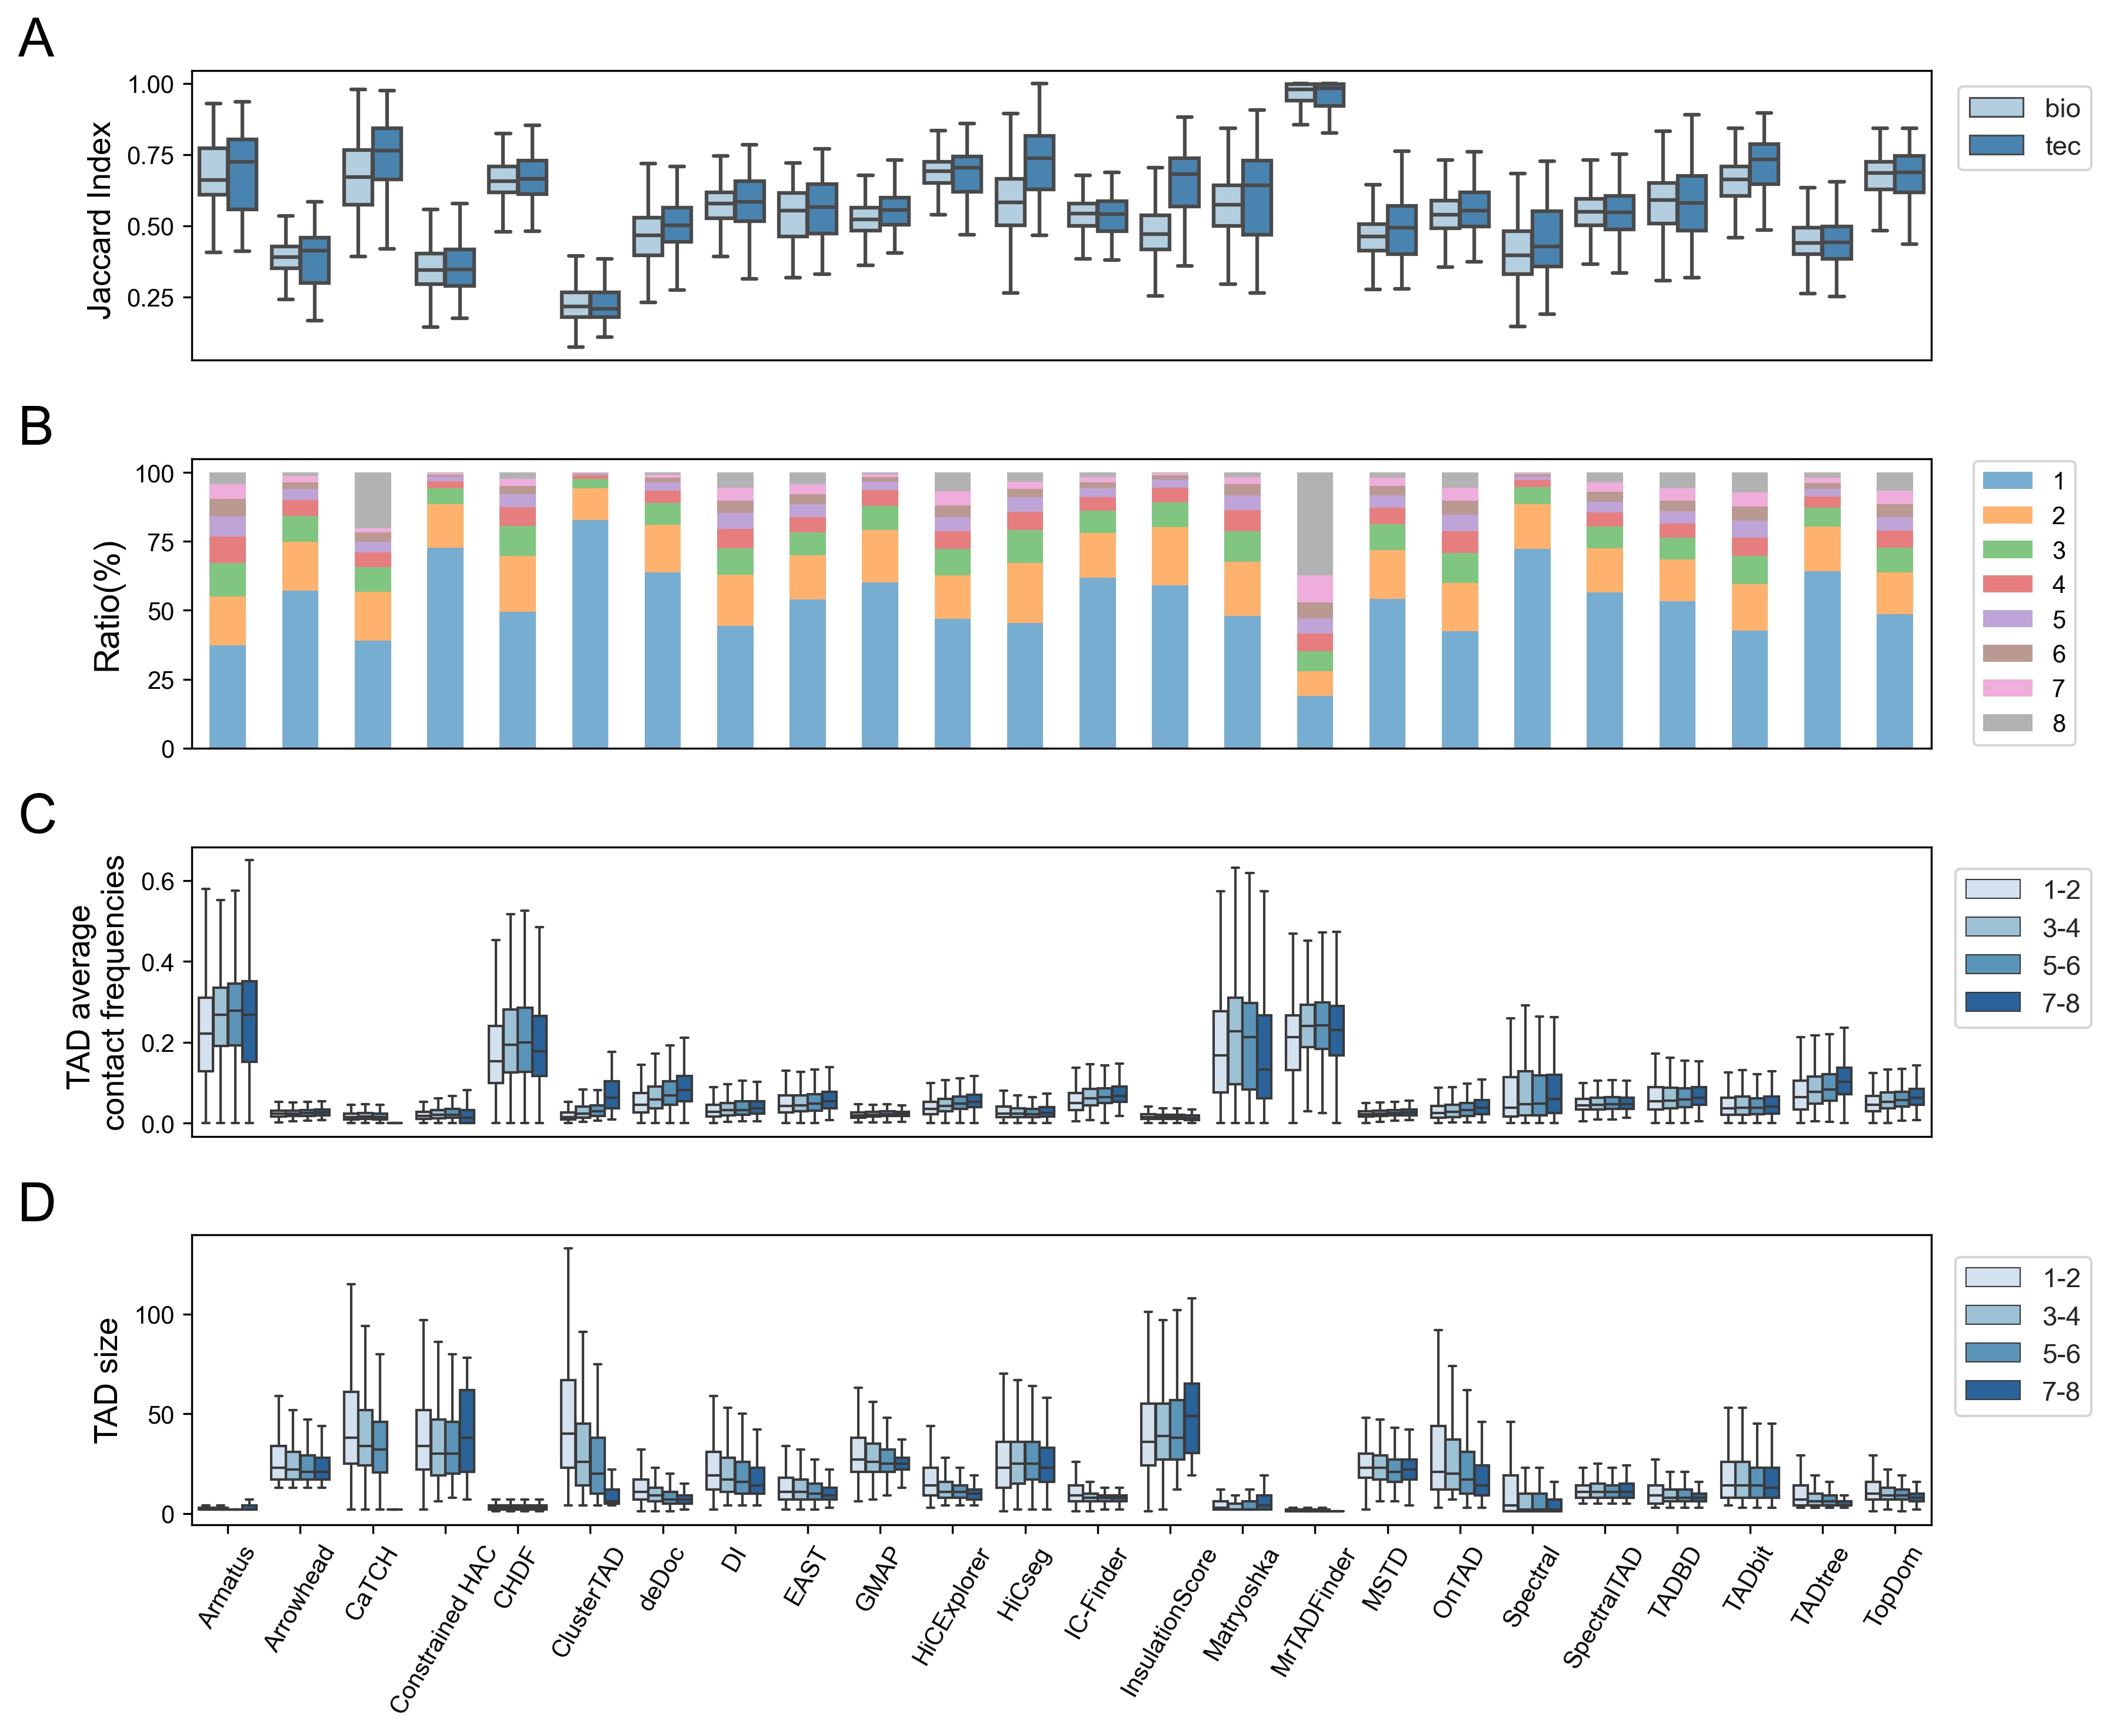 A
Jaccard Index
1.00
0.75
0.50
0.25
bio
tec
B
Ratio(%)
100
75
50
25
0
1
2
3
4
5
6
7
8
C
TAD average
contact frequencies
0.6
0.4
0.2
0.0
1-2
3-4
5-6
7-8
D
TAD size
100
50
0
1-2
3-4
5-6
7-8
Armatus
Arrowhead
CaTCH
Constrained HAC
CHDF
ClusterTAD
deDoc
DI
EAST
GMAP
HiCExplorer
HiCseg
IC-Finder
InsulationScore
Matryoshka
MrTADFinder
MSTD
OnTAD
Spectral
SpectralTAD
TADBD
TADbit
TADtree
TopDom